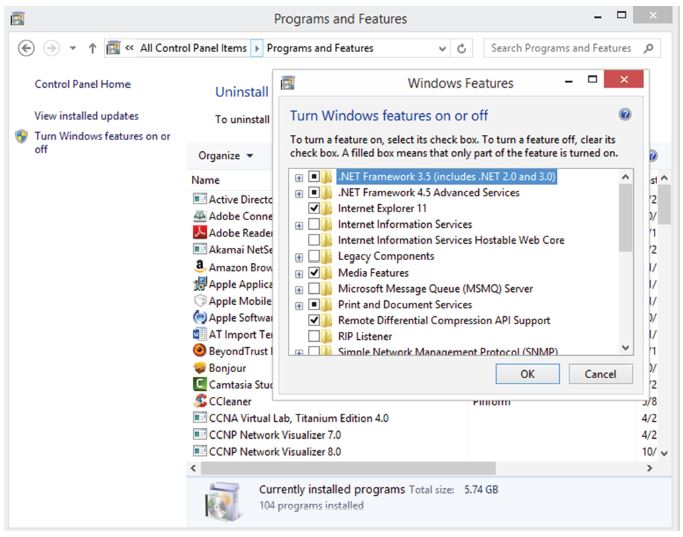 Programs and Features
All Control Panel Items Programs and Features
Search Programs and Features
Control Panel Home
View installed updates
Turn Windows features on or
off
Uninstall
To uninstall
Organize
Name
Active Directo
Adobe Conne
Adobe Reader
Akamai NetSe
Amazon Brow
Apple Applica
Apple Mobile
Apple Softwar
AT Import Ter
BeyondTrust
Bonjour
Camtasia Stud
CCleaner
CCNA Virtual Lab, Titanium Edition 4.0
CCNP Network Visualizer 7.0
CCNP Network Visualizer 8.0
Piriform
5/8
4/2
4/2
10/
Windows Features
Turn Windows features on or off
To turn a feature on, select its check box. To turn a feature off, clear its
check box. A filled box means that only part of the feature is turned on.
.NET Framework 3.5 (includes .NET 2.0 and 3.0)
.NET Framework 4.5 Advanced Services
Internet Explorer 11
Internet Information Services
Internet Information Services Hostable Web Core
Legacy Components
Media Features
Microsoft Message Queue (MSMQ) Server
Print and Document Services
Remote Differential Compression API Support
RIP Listener
Simple Network Management Protocol (SNMP)
OK Cancel
Currently installed programs Total size: 5.74 GB
104 programs installed